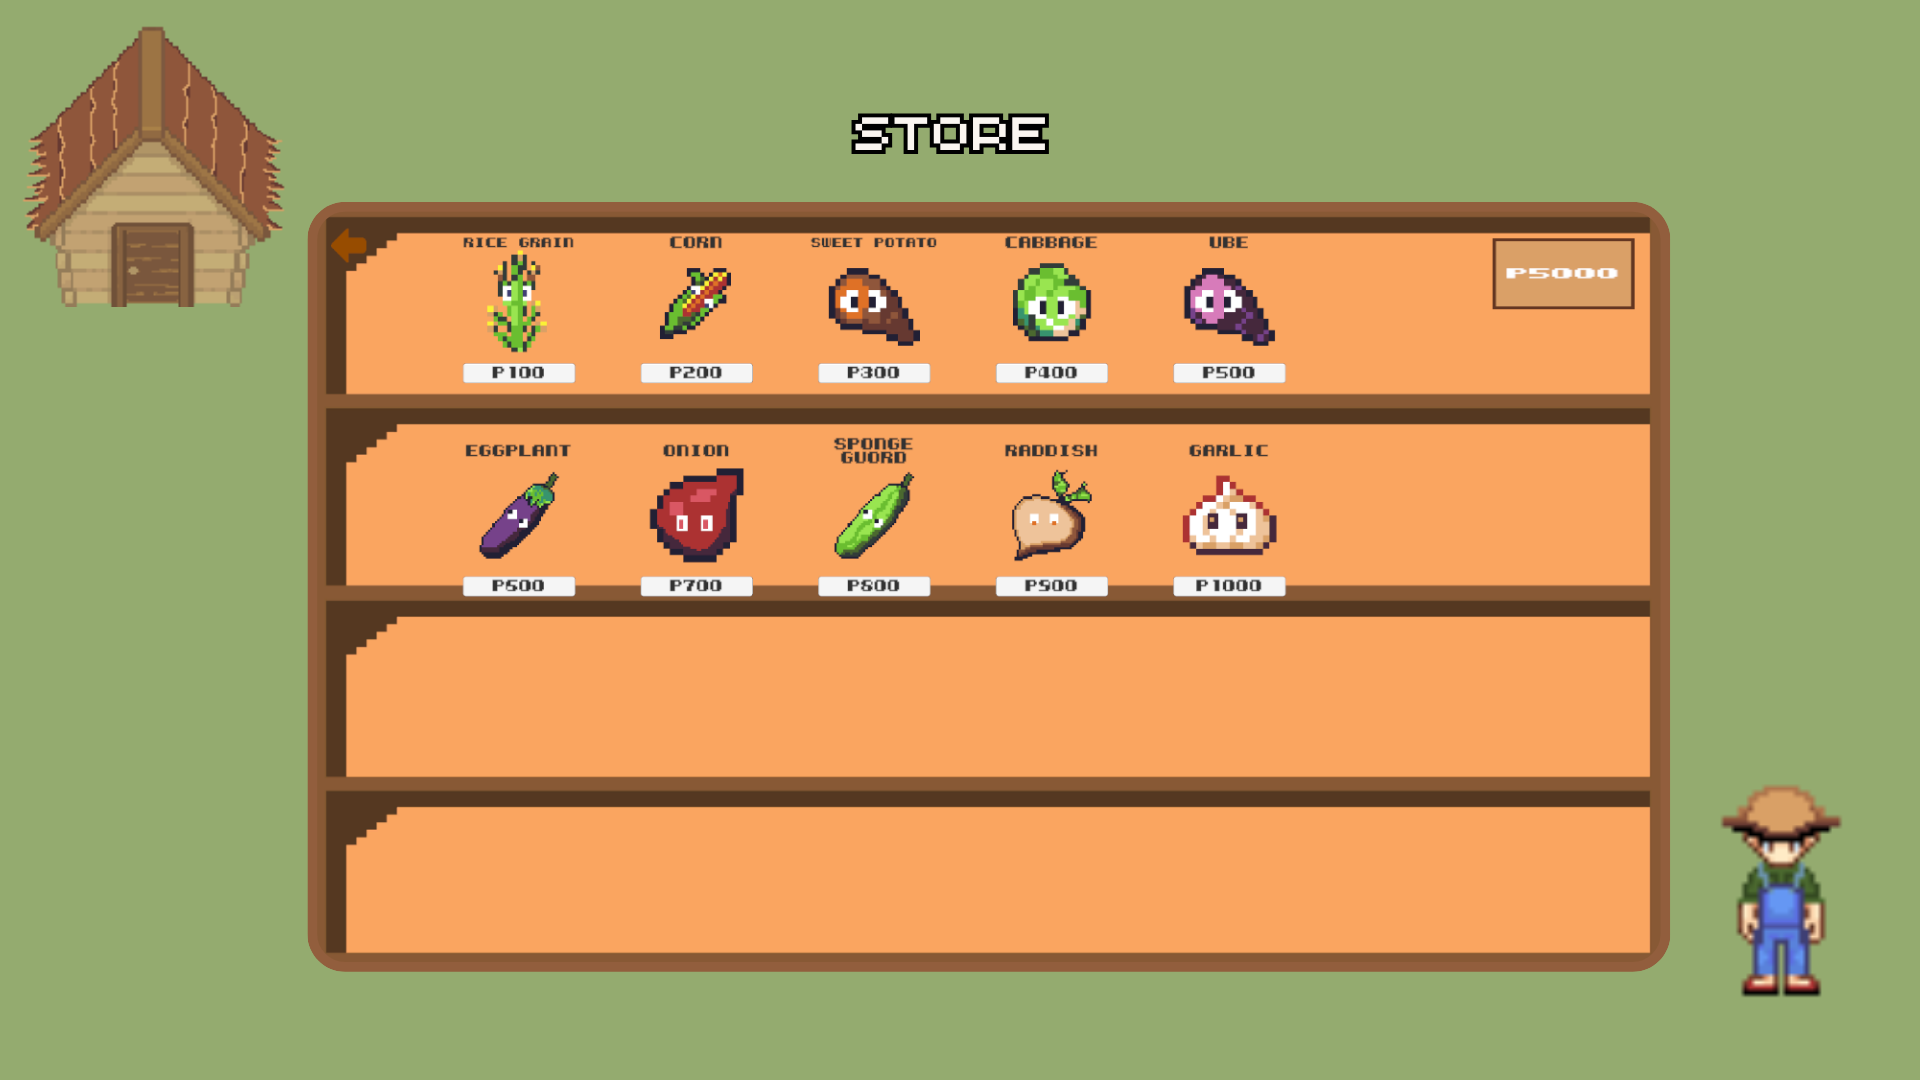 STORE
RICE GRAIN
CORN
SWEET POTATO
CABBAGE
UBE
P5000
P100
P200
P300
P400
P500
EGGPLANT
ONION
SPONGE
GUORD
RADDISH
GARLIC
P600
P700
P800
P900
P1000